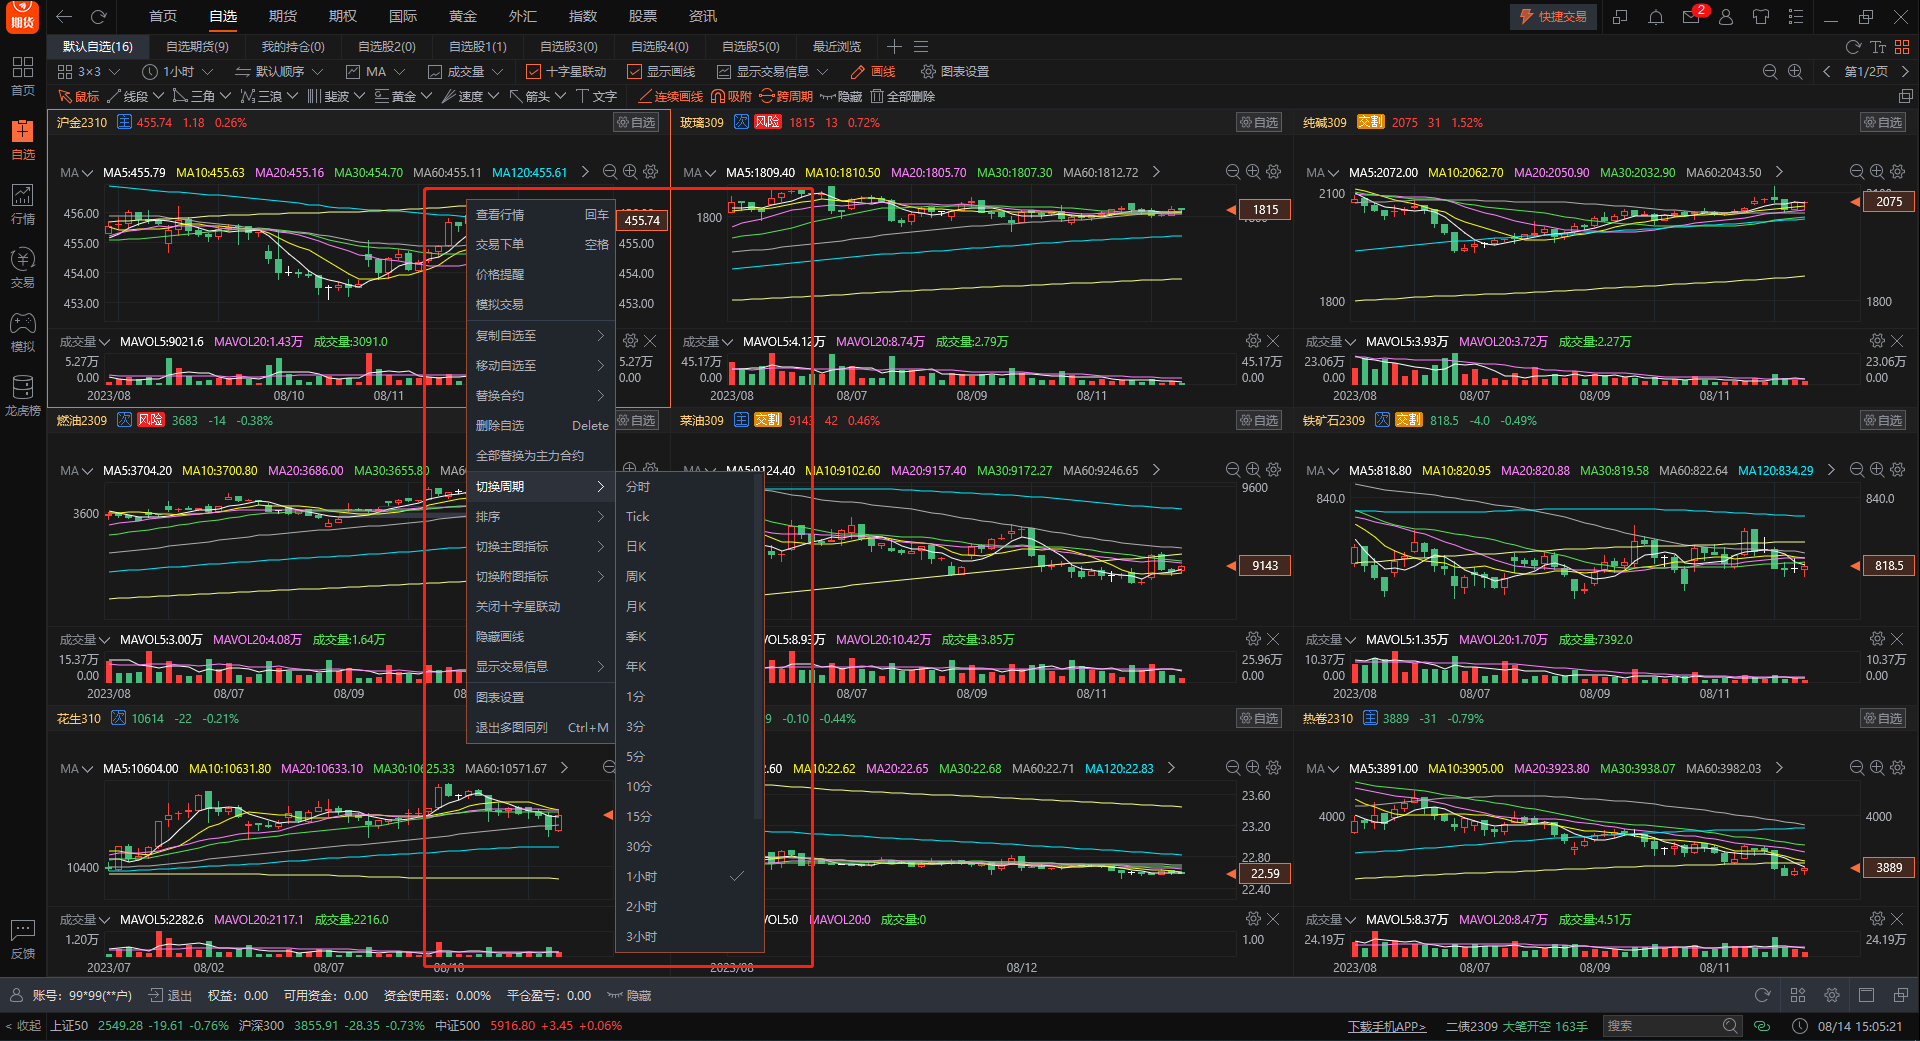 期货
首页 自选 期货 期权 国际 黄金 外汇 指数 股票 资讯 快捷交易 2
默认自选(16) 自选期货(9) 我的持仓(0) 自选股2(0) 自选股1(1) 自选股3(0) 自选股4(0) 自选股5(0) 最近浏览
3×3 1小时 默认顺序 MA 成交量 十字星联动 显示画线 显示交易信息 画线 图表设置 第1/2页
鼠标 线段 三角 三浪 斐波 黄金 速度 箭头 文字 连续画线 吸附 跨周期 隐藏 全部删除
首页
自选
行情
交易
模拟
龙虎榜
反馈
沪金2310 主 455.74 1.18 0.26% 自选
MA MA5:455.79 MA10:455.63 MA20:455.16 MA30:454.70 MA60:455.11 MA120:455.61
456.00
455.00
454.00
453.00
455.74
455.00
454.00
453.00
成交量 MAVOL5:9021.6 MAVOL20:1.43万 成交量:3091.0
5.27万
0.00
5.27万
0.00
2023/08 08/10 08/11
玻璃309 次 风险 1815 13 0.72% 自选
MA MA5:1809.40 MA10:1810.50 MA20:1805.70 MA30:1807.30 MA60:1812.72
1800
1815
成交量 MAVOL5:4.12万 MAVOL20:8.74万 成交量:2.79万
45.17万
0.00
45.17万
0.00
2023/08 08/07 08/09 08/11
纯碱309 交割 2075 31 1.52% 自选
MA MA5:2072.00 MA10:2062.70 MA20:2050.90 MA30:2032.90 MA60:2043.50
2100
1800
2075
1800
成交量 MAVOL5:3.93万 MAVOL20:3.72万 成交量:2.27万
23.06万
0.00
23.06万
0.00
2023/08 08/07 08/09 08/11
燃油2309 次 风险 3683 -14 -0.38% 自选
MA MA5:3704.20 MA10:3700.80 MA20:3686.00 MA30:3655.80
3600
成交量 MAVOL5:3.00万 MAVOL20:4.08万 成交量:1.64万
15.37万
0.00
2023/08 08/07 08/09
菜油309 主 交割 9143 42 0.46% 自选
MA5:9124.40 MA10:9102.60 MA20:9157.40 MA30:9172.27 MA60:9246.65
9600
9143
MAVOL5:8.93万 MAVOL20:10.42万 成交量:3.85万
25.96万
0.00
08/07 08/09 08/11
铁矿石2309 次 交割 818.5 -4.0 -0.49% 自选
MA MA5:818.80 MA10:820.95 MA20:820.88 MA30:819.58 MA60:822.64 MA120:834.29
840.0
840.0
818.5
成交量 MAVOL5:1.35万 MAVOL20:1.70万 成交量:7392.0
10.37万
0.00
10.37万
0.00
2023/08 08/07 08/09 08/11
花生310 次 10614 -22 -0.21%
MA MA5:10604.00 MA10:10631.80 MA20:10633.10 MA30:10625.33 MA60:10571.67
10400
成交量 MAVOL5:2282.6 MAVOL20:2117.1 成交量:2216.0
1.20万
2023/07 08/02 08/07 08/10
-0.10 -0.44% 自选
MA10:22.62 MA20:22.65 MA30:22.68 MA60:22.71 MA120:22.83
23.60
23.20
22.80
22.59
22.40
MAVOL5:0 MAVOL20:0 成交量:0
1.00
2023/08 08/12
热卷2310 主 3889 -31 -0.79% 自选
MA MA5:3891.00 MA10:3905.00 MA20:3923.80 MA30:3938.07 MA60:3982.03
4000
4000
3889
成交量 MAVOL5:8.37万 MAVOL20:8.47万 成交量:4.51万
24.19万
24.19万
2023/08 08/07 08/09 08/11
查看行情 回车
交易下单 空格
价格提醒
模拟交易
复制自选至
移动自选至
替换合约
删除自选 Delete
全部替换为主力合约
切换周期
排序
切换主图指标
切换附图指标
关闭十字星联动
隐藏画线
显示交易信息
图表设置
退出多图同列 Ctrl+M
分时
Tick
日K
周K
月K
季K
年K
1分
3分
5分
10分
15分
30分
1小时
2小时
3小时
账号: 99*99(**户) 退出 权益: 0.00 可用资金: 0.00 资金使用率: 0.00% 平仓盈亏: 0.00 隐藏
< 收起 上证50 2549.28 -19.61 -0.76% 沪深300 3855.91 -28.35 -0.73% 中证500 5916.80 +3.45 +0.06% 下载手机APP> 二债2309 大笔开空 163手 搜索 08/14 15:05:21